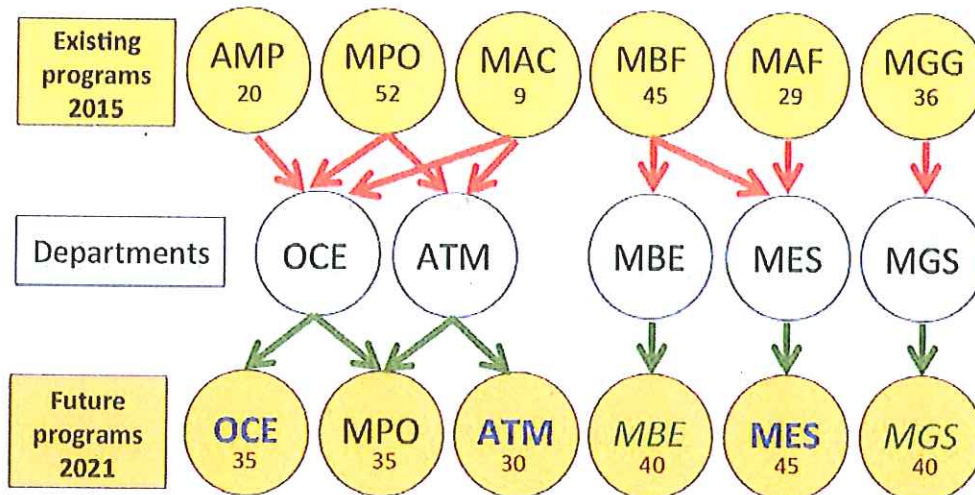 Existing
programs
2015
AMP
20
MPO
52
MAC
9
MBF
45
MAF
29
MGG
36
Departments
OCE
ATM
MBE
MES
MGS
Future
programs
2021
OCE
35
MPO
35
ATM
30
MBE
40
MES
45
MGS
40